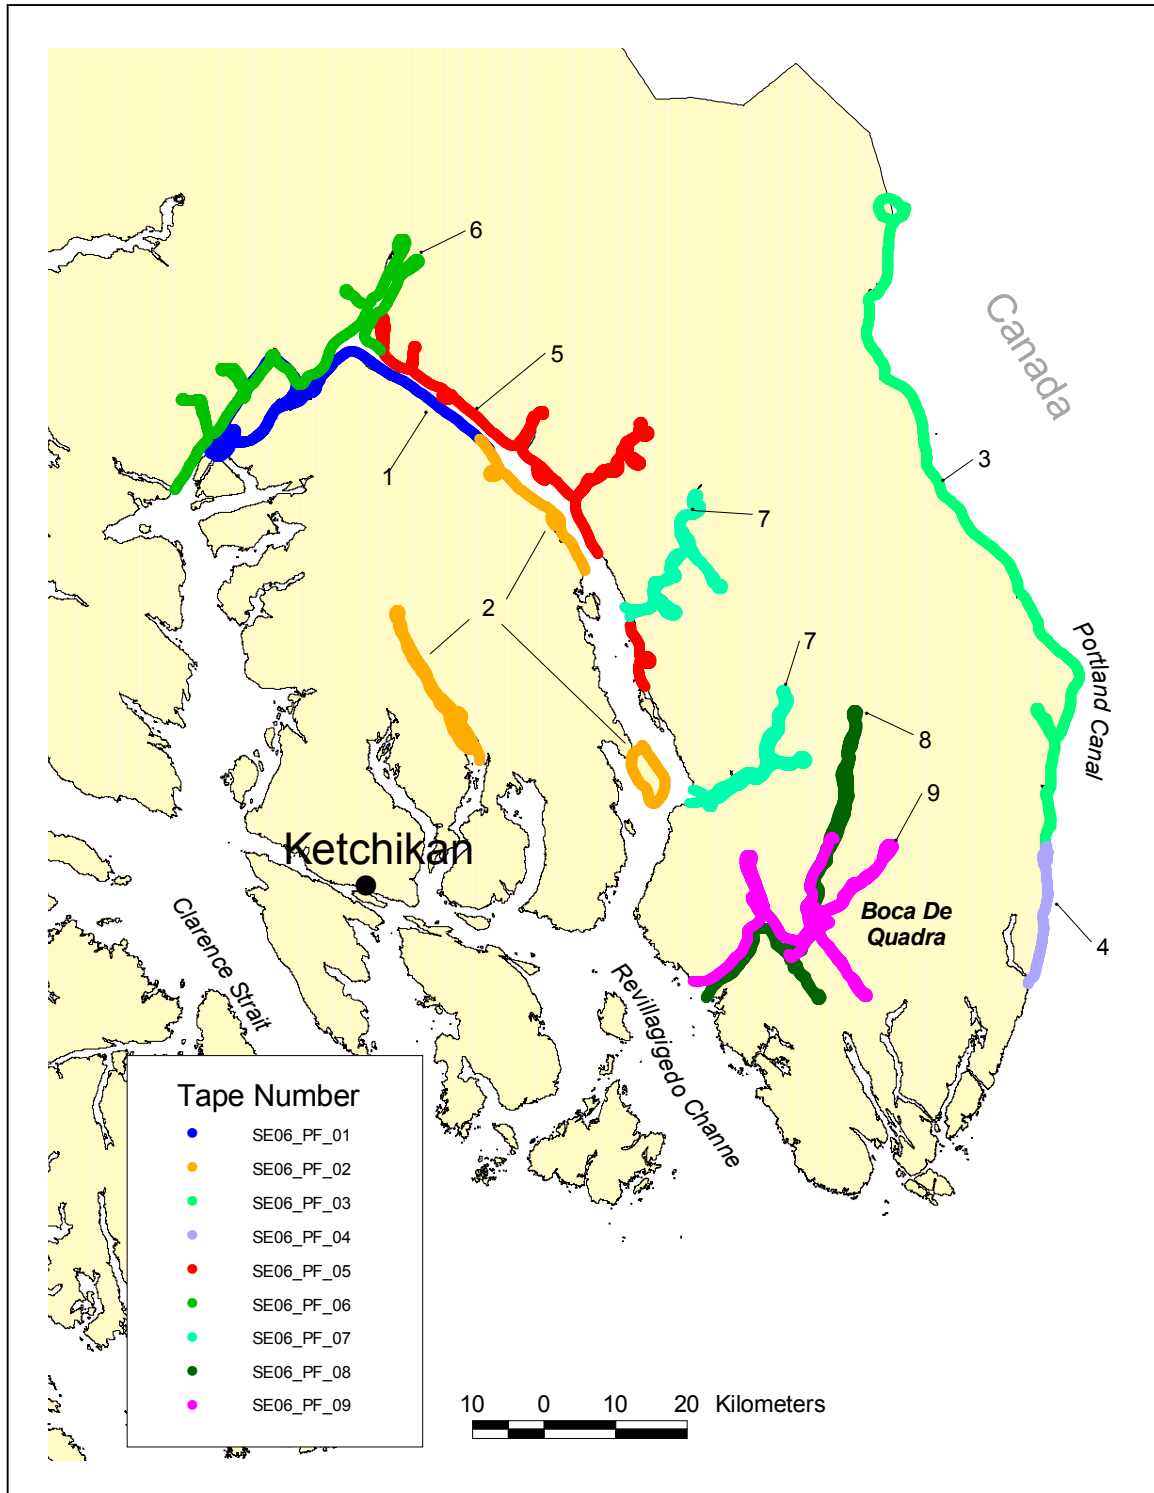 6
Canada
5
3
1
7
2
Portland Canal
7
8
9
Ketchikan
Boca De
Quadra
4
Clarence Strait
Revillagigedo Channe
Tape Number
SE06_PF_01
SE06_PF_02
SE06_PF_03
SE06_PF_04
SE06_PF_05
SE06_PF_06
SE06_PF_07
SE06_PF_08
SE06_PF_09
10 0 10 20 Kilometers